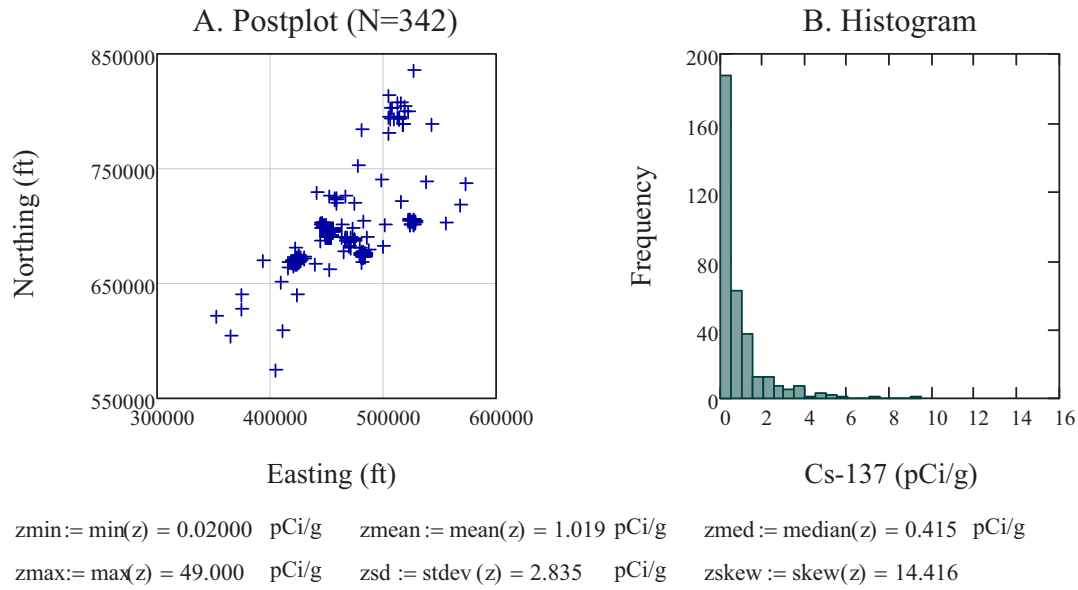 A. Postplot (N=342)
850000
750000
650000
550000
300000 400000 500000 600000
Northing (ft)
Easting (ft)
B. Histogram
200
160
120
80
40
0
0 2 4 6 8 10 12 14 16
Frequency
Cs-137 (pCi/g)
zmin := min(z) = 0.02000 pCi/g zmean := mean(z) = 1.019 pCi/g zmed := median(z) = 0.415 pCi/g
zmax:= max(z) = 49.000 pCi/g zsd := stdev (z) = 2.835 pCi/g zskew := skew(z) = 14.416